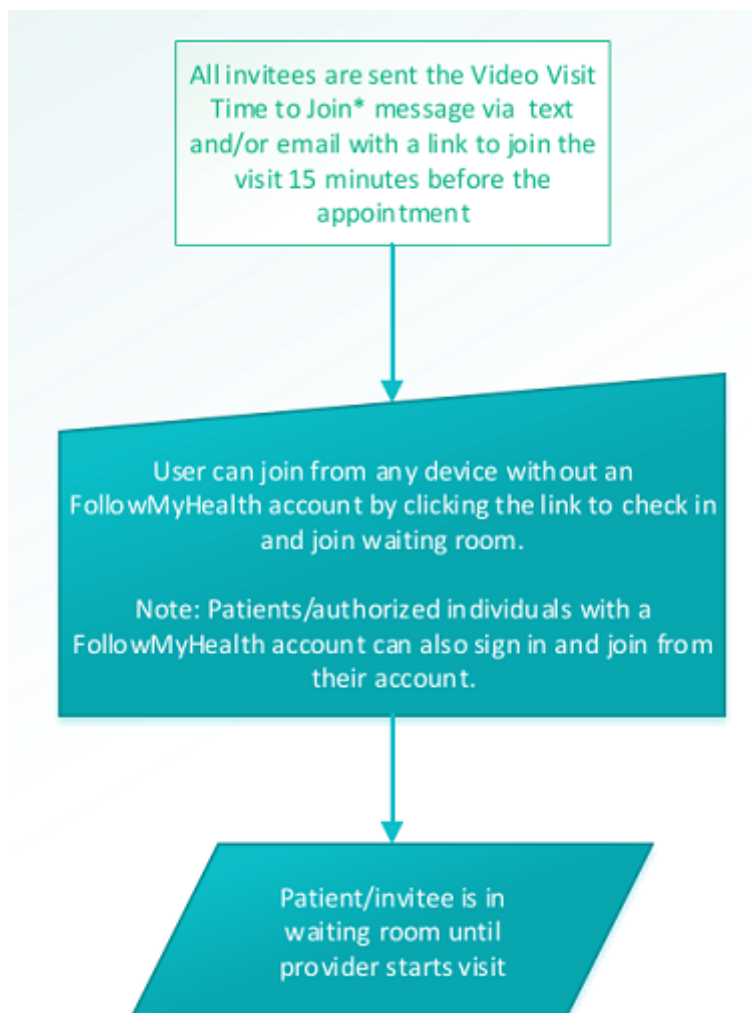 All invitees are sent the Video Visit
Time to Join* message via text
and/or email with a link to join the
visit 15 minutes before the
appointment
User can join from any device without an
FollowMyHealth account by clicking the link to check in
and join waiting room.
Note: Patients/authorized individuals with a
FollowMyHealth account can also sign in and join from
their account.
Patient/invitee is in
waiting room until
provider starts visit